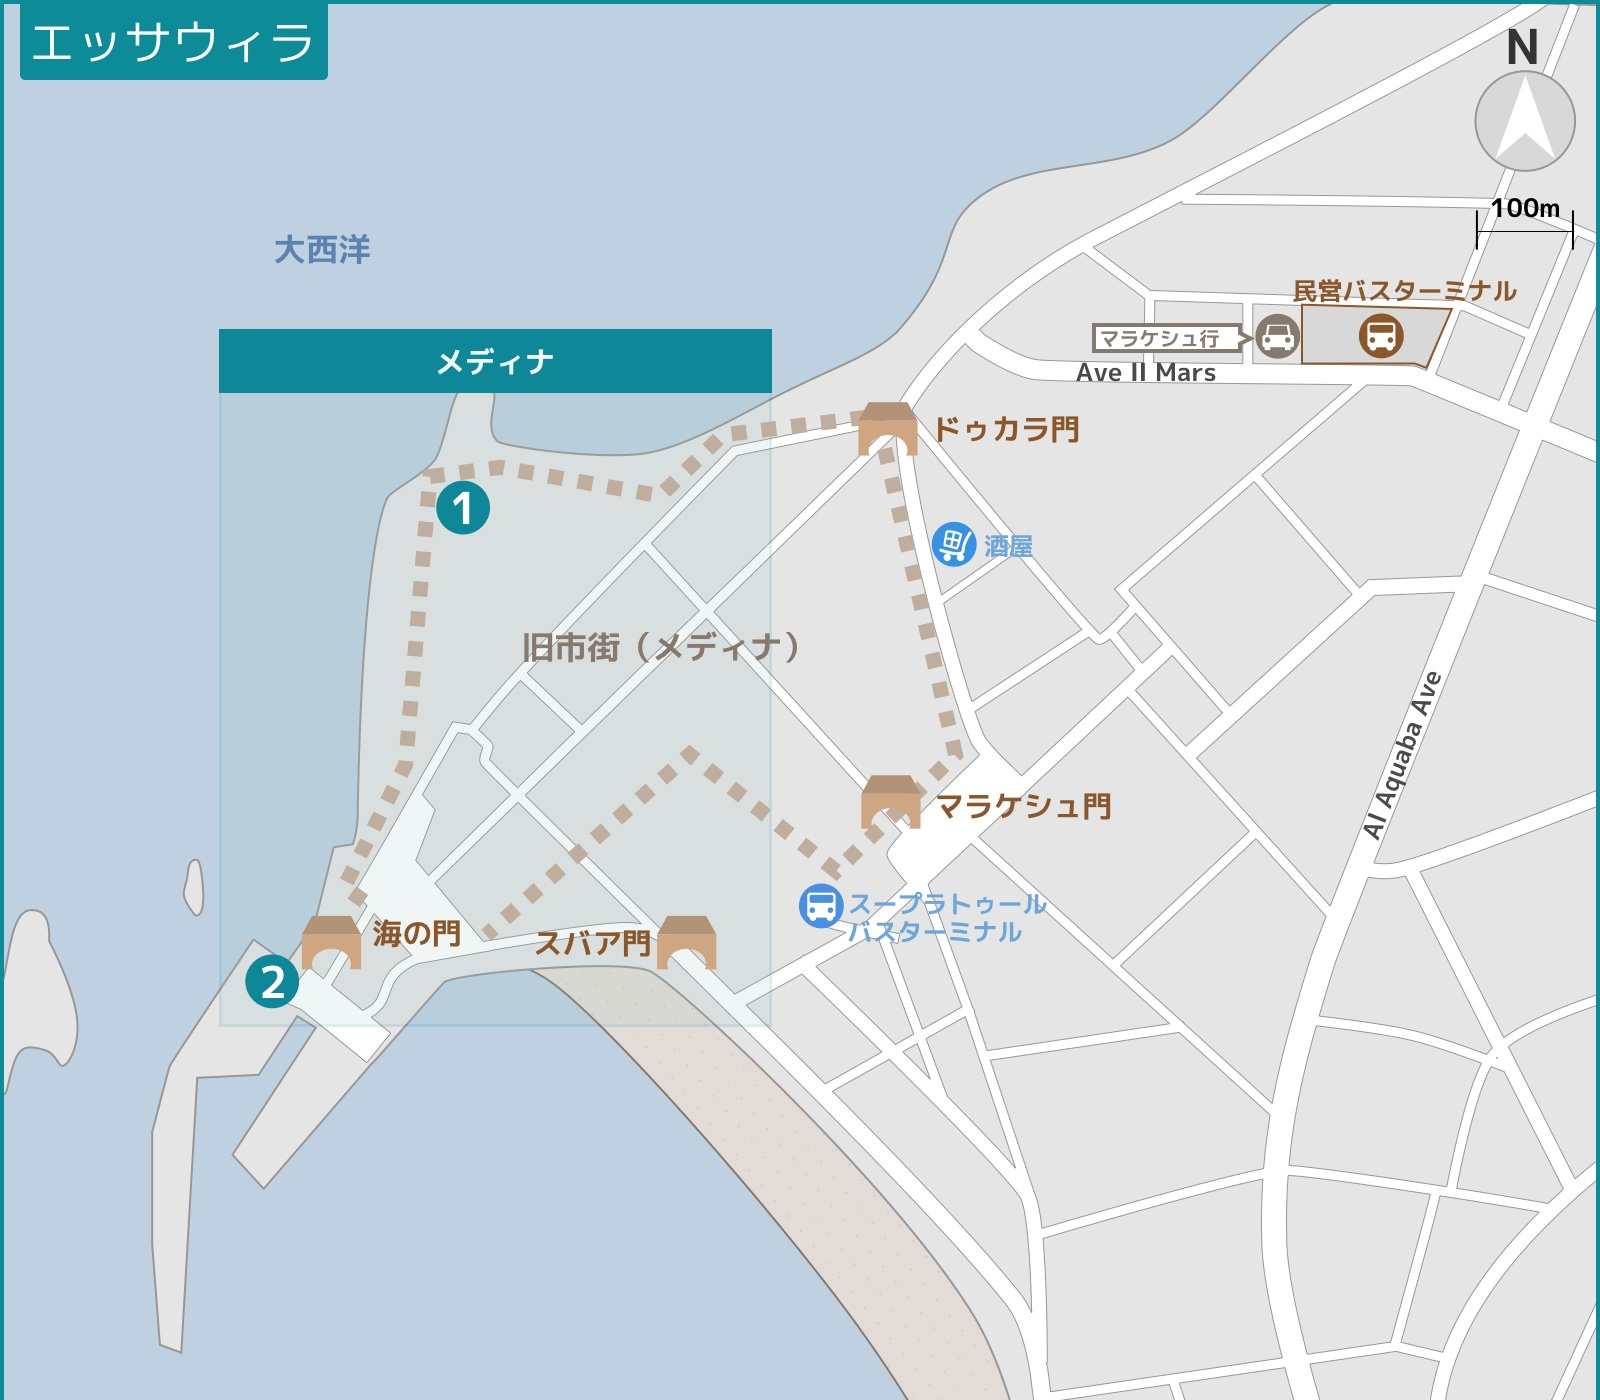 エッサウィラ
N
100m
大西洋
民営バスターミナル
マラケシュ行
Ave II Mars
メディナ
ドゥカラ門
1
酒屋
旧市街（メディナ）
Al Aquaba Ave
マラケシュ門
スープラトゥール
バスターミナル
海の門
スバア門
2